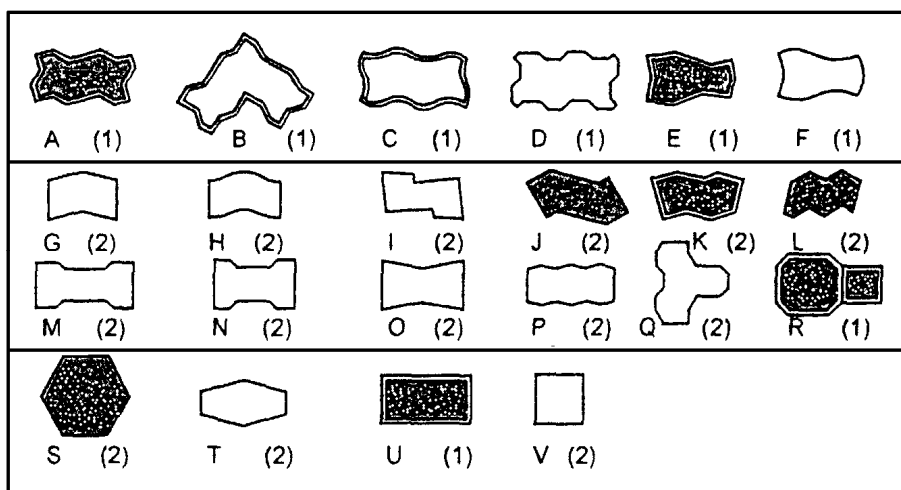 A (1) B (1) C (1) D (1) E (1) F (1)
G (2) H (2) I (2) J (2) K (2) L (2)
M (2) N (2) O (2) P (2) Q (2) R (1)
S (2) T (2) U (1) V (2)